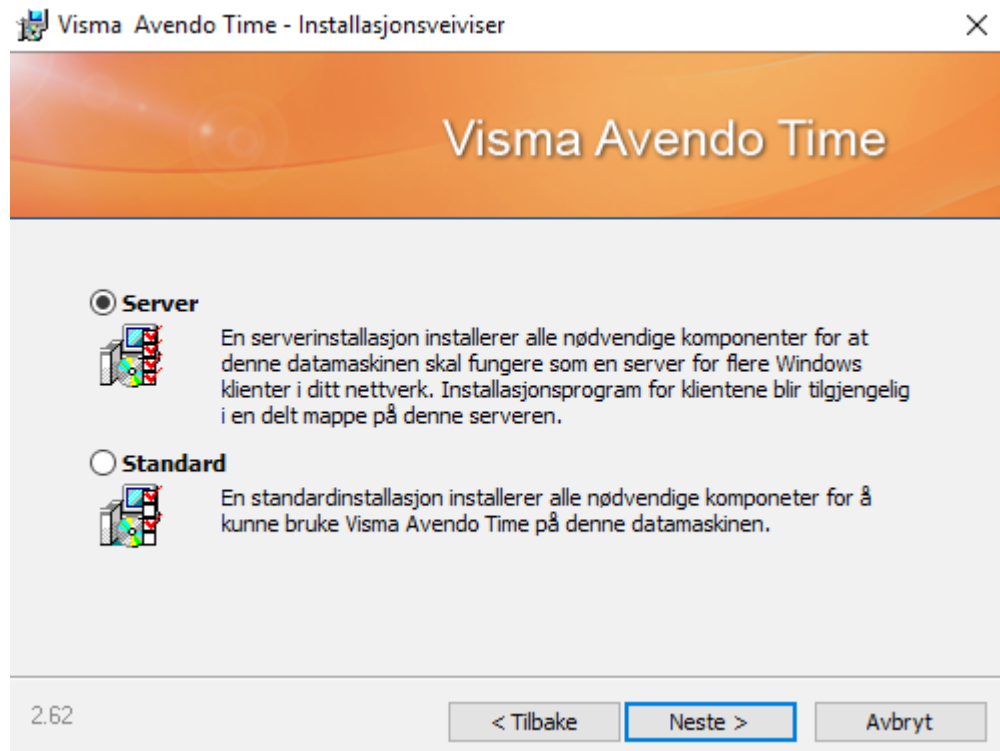 Visma  Avendo Time - Installasjonsveiviser
Visma Avendo Time
Server
En serverinstallasjon installerer alle nødvendige komponenter for at
denne datamaskinen skal fungere som en server for flere Windows
klienter i ditt nettverk. Installasjonsprogram for klientene blir tilgjengelig
i en delt mappe på denne serveren.
Standard
En standardinstallasjon installerer alle nødvendige komponeter for å
kunne bruke Visma Avendo Time på denne datamaskinen.
2.62
< Tilbake
Neste >
Avbryt